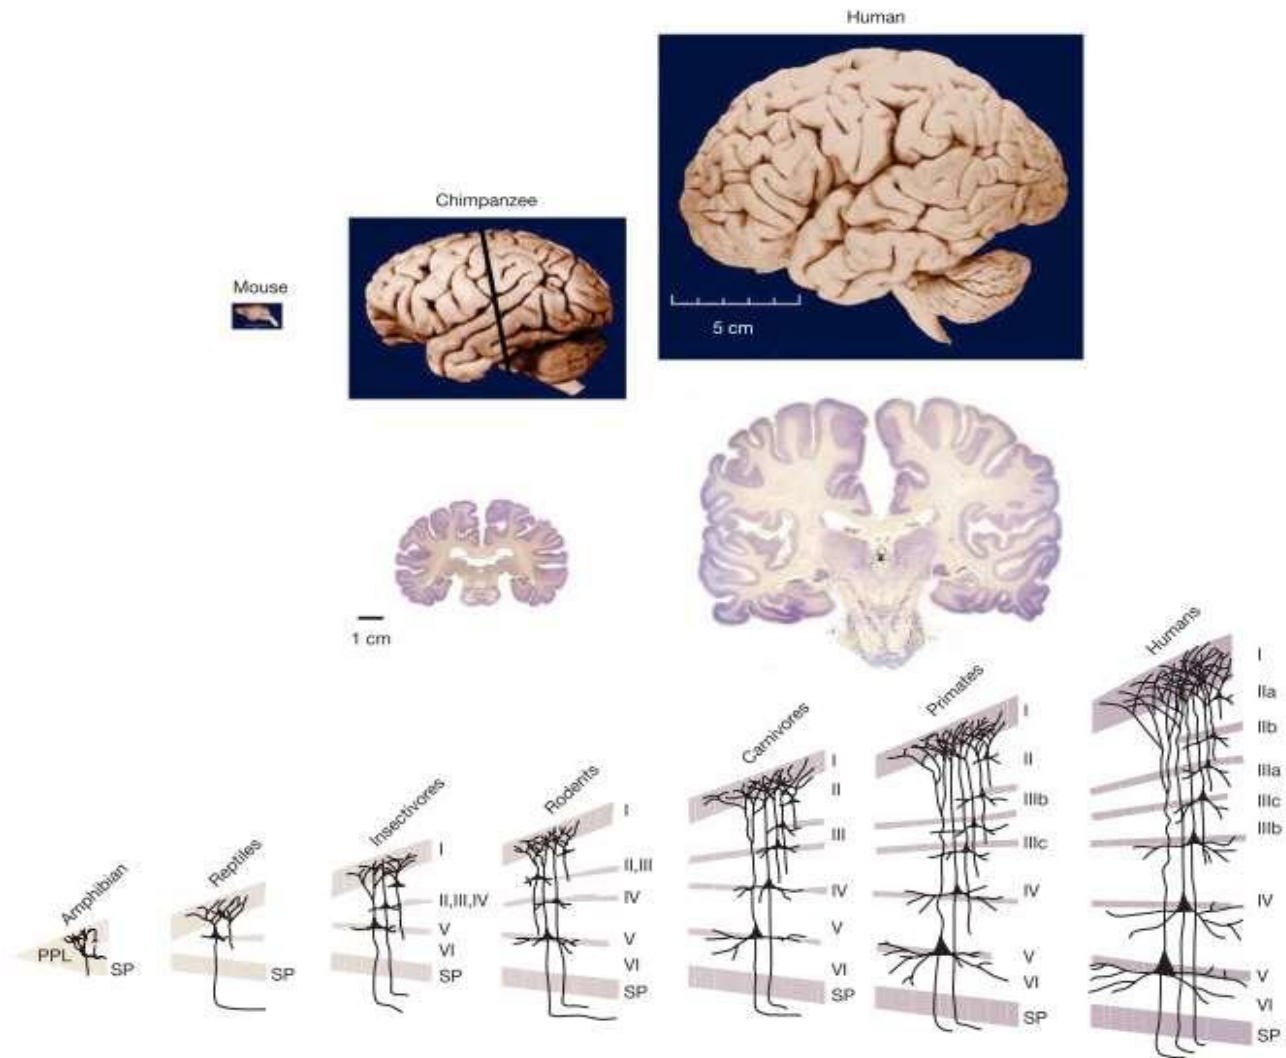 Human
Chimpanzee
Mouse
5 cm
1 cm
Amphibian
PPL
SP
Reptiles
SP
Insectivores
I
II,III,IV
V
VI
SP
Rodents
I
II,III
IV
V
VI
SP
Carnivores
I
II
III
IV
V
VI
SP
Primates
I
II
IIIb
IIIc
IV
V
VI
SP
Humans
I
IIa
IIb
IIIa
IIIc
IIIb
IV
V
VI
SP